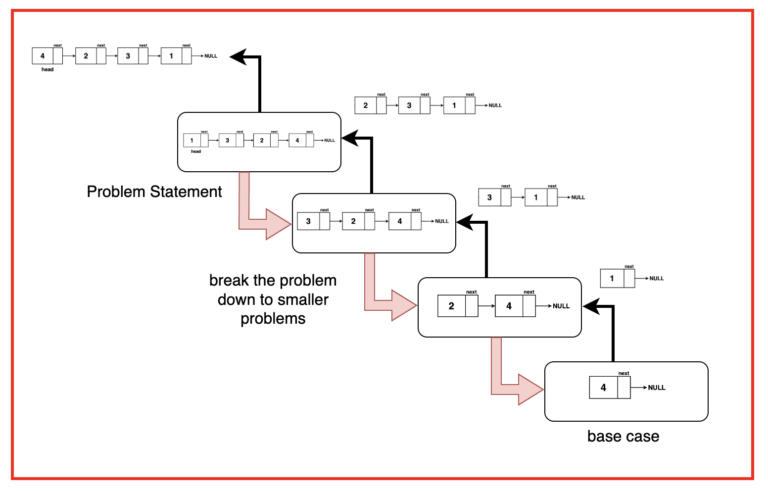 next next next next
4 2 3 1 NULL
head
next next next
2 3 1 NULL
next next next next
1 3 2 4 NULL
head
Problem Statement
next next
3 1 NULL
next next next
3 2 4 NULL
break the problem
down to smaller
problems
next
1 NULL
next next
2 4 NULL
next
4 NULL
base case